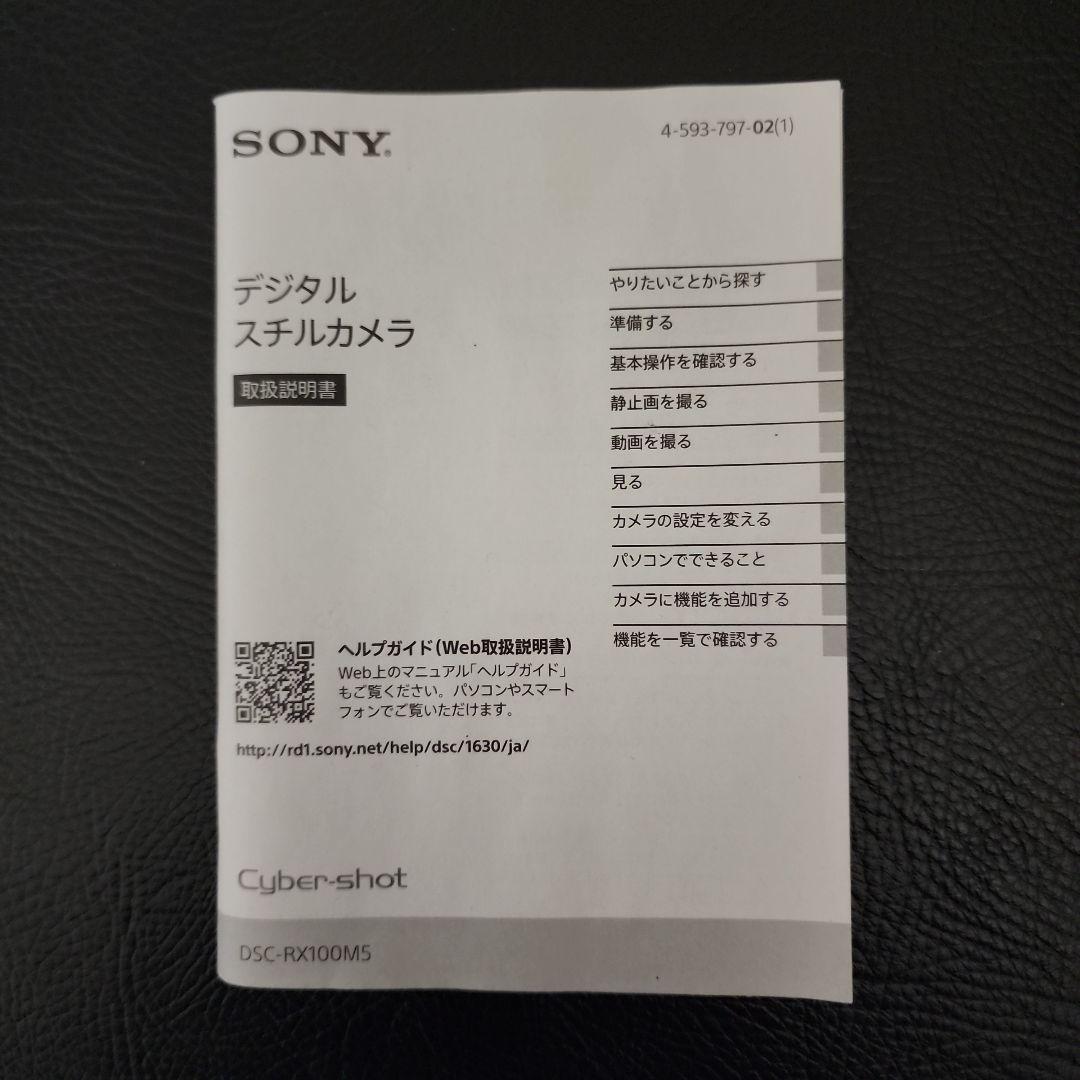 SONY®
4-593-797-02(1)
デジタル
スチルカメラ
取扱説明書
やりたいことから探す
準備する
基本操作を確認する
静止画を撮る
動画を撮る
見る
カメラの設定を変える
パソコンでできること
カメラに機能を追加する
機能を一覧で確認する
ヘルプガイド(Web取扱説明書)
Web上のマニュアル「ヘルプガイド」
もご覧ください。パソコンやスマート
フォンでご覧いただけます。
http://rd1.sony.net/help/dsc/1630/ja/
Cyber-shot
DSC-RX100M5